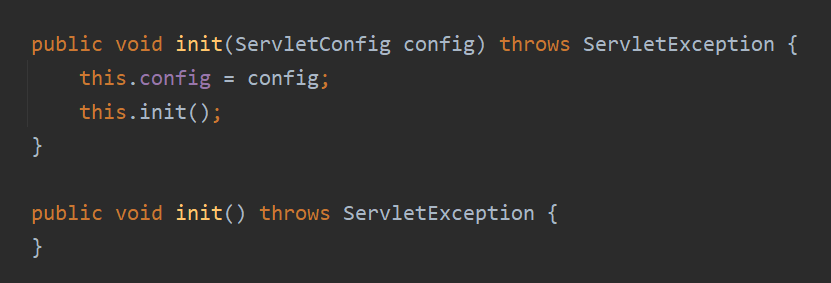 public void init(ServletConfig config) throws ServletException {
    this.config = config;
    this.init();
}

public void init() throws ServletException {
}